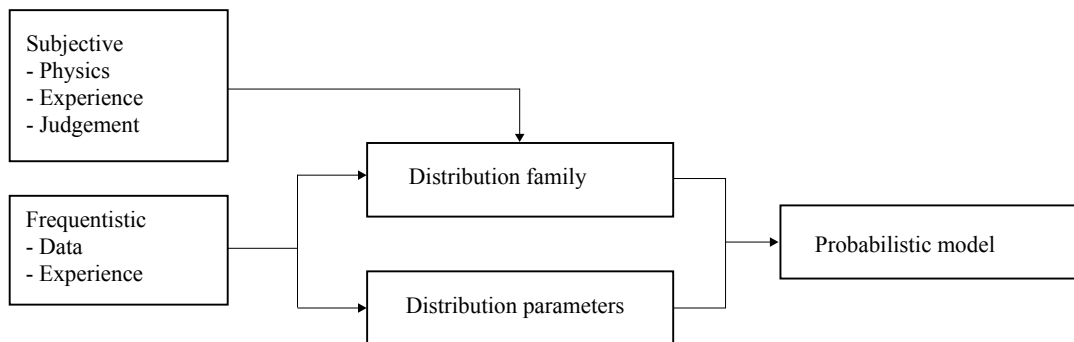 Subjective
- Physics
- Experience
- Judgement
Distribution family
Frequentistic
- Data
- Experience
Probabilistic model
Distribution parameters